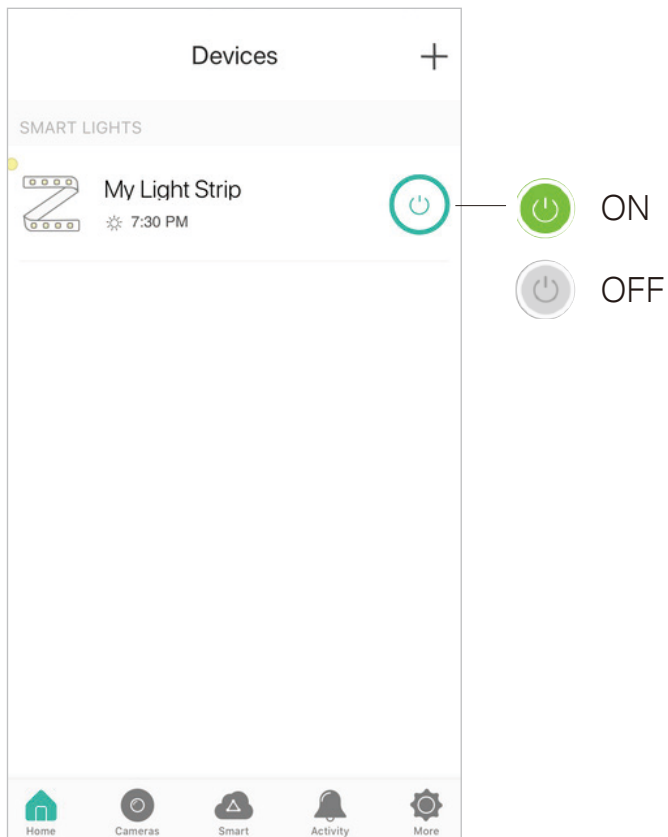 Devices
SMART LIGHTS
My Light Strip
7:30 PM
ON
OFF
Home Cameras Smart Activity More